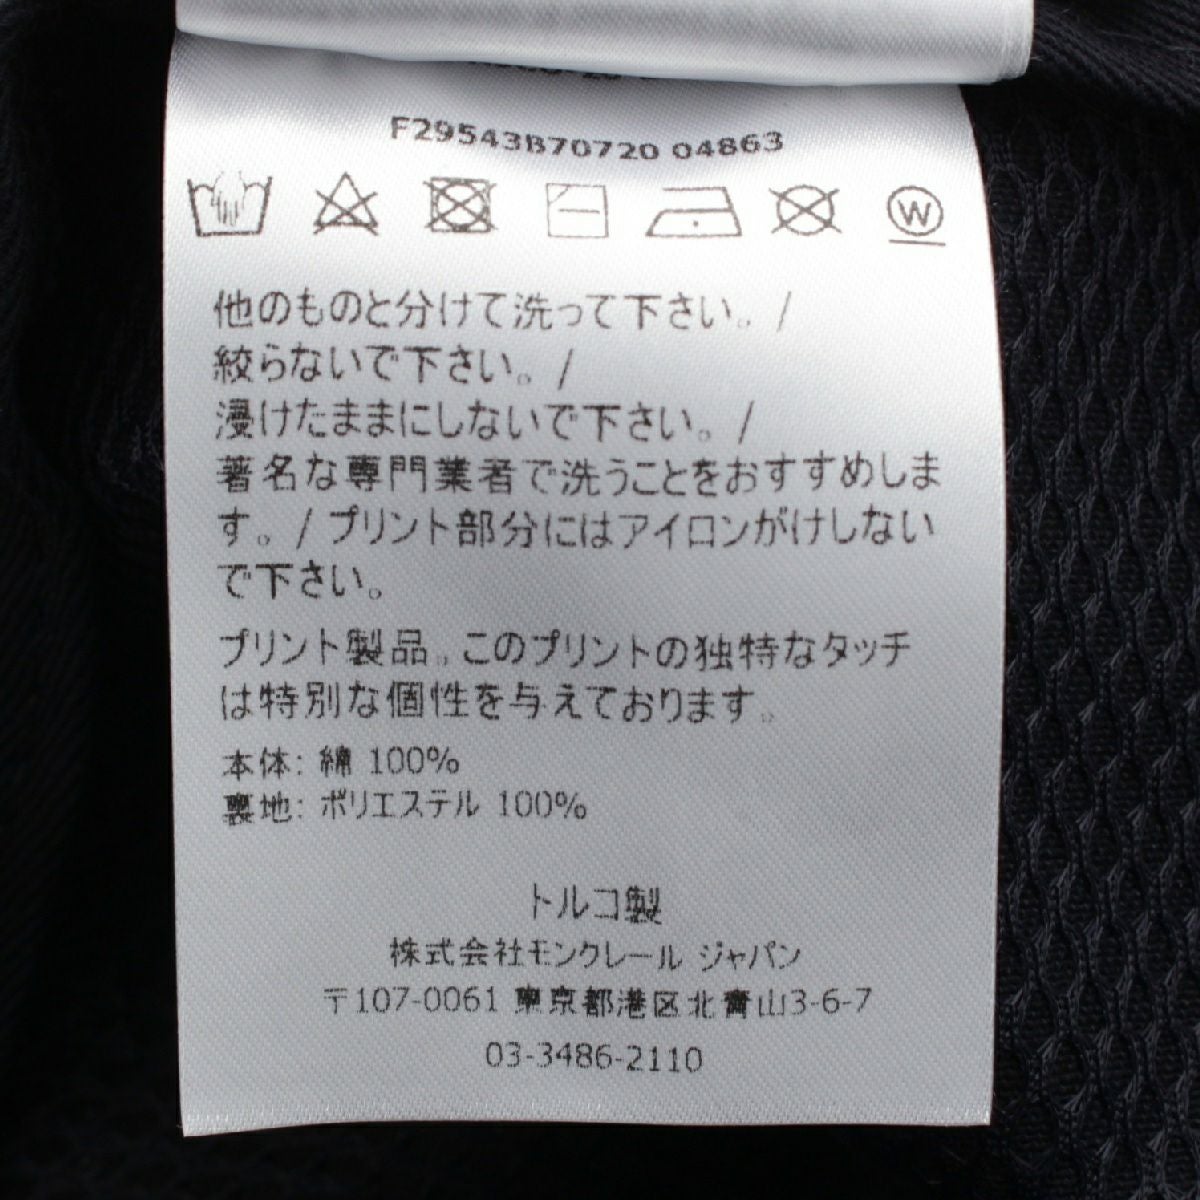 F29543B70720 04863
W
他のものと分けて洗って下さい。/
絞らないで下さい。/
浸けたままにしないで下さい。/
著名な専門業者で洗うことをおすすめしま
す。/ プリント部分にはアイロンがけしない
で下さい。
プリント製品。このプリントの独特なタッチ
は特別な個性を与えております。
本体: 綿 100%
裏地: ポリエステル 100%
トルコ製
株式会社モンクレール ジャパン
〒107-0061 東京都港区北青山3-6-7
03-3486-2110